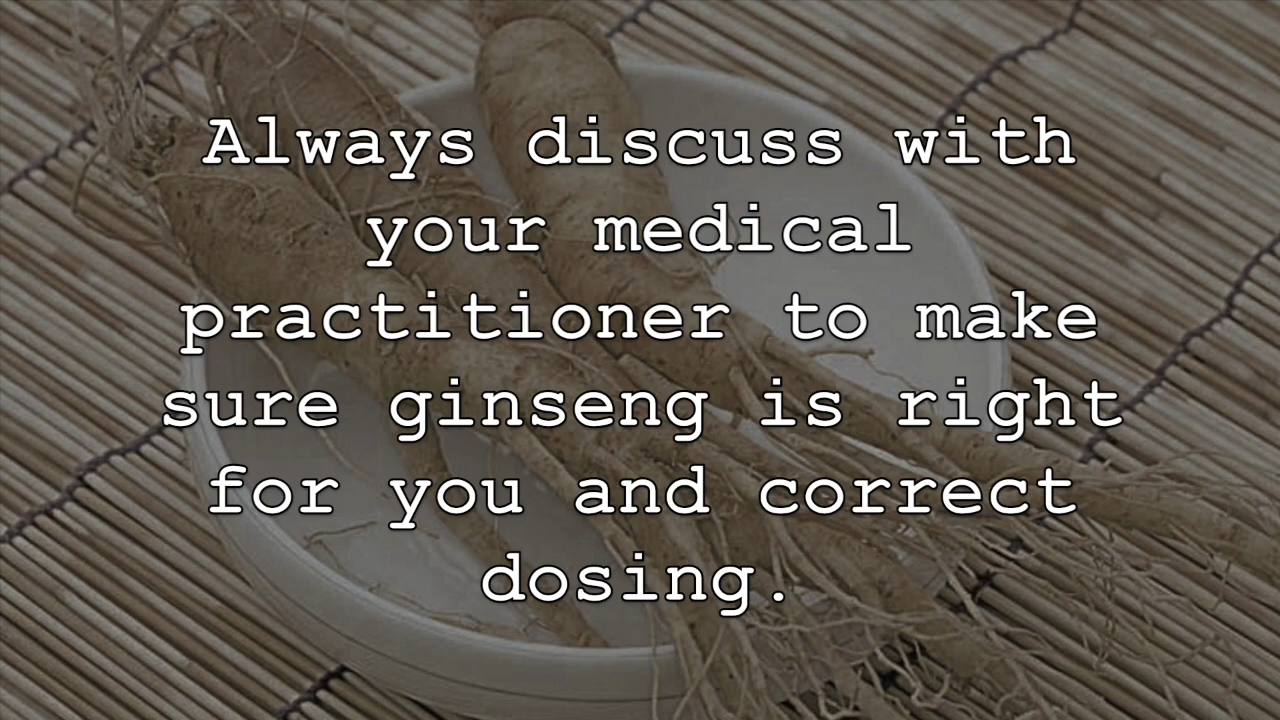 Always discuss with
your medical
practitioner to make
sure ginseng is right
for you and correct
dosing.